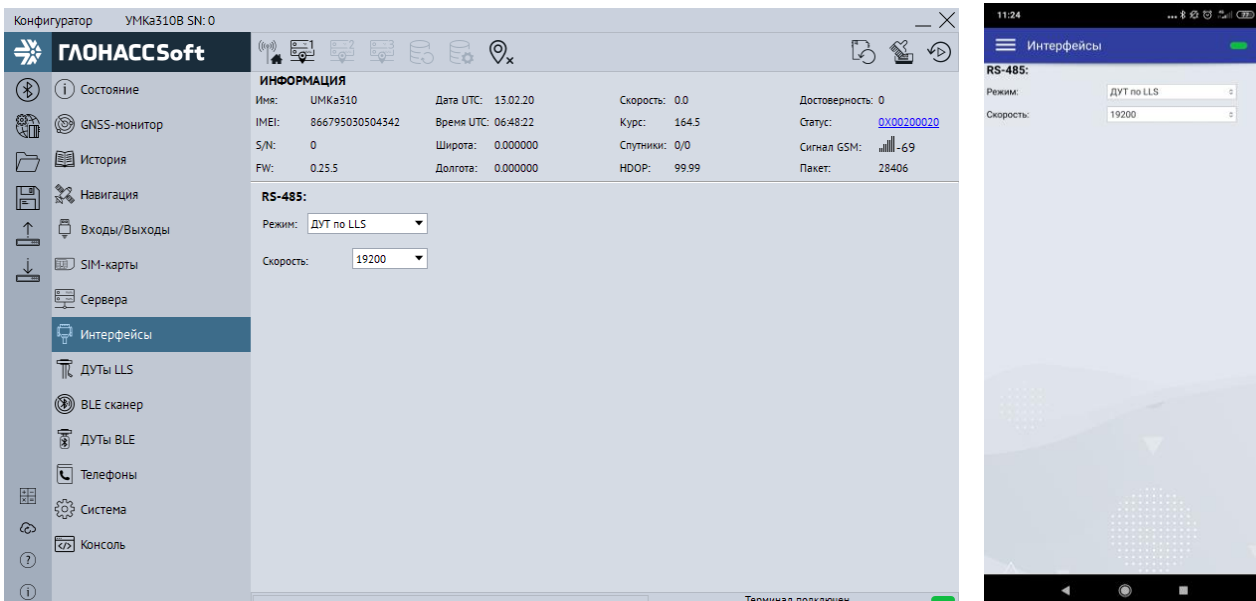 Конфигуратор УМКа310В SN: 0
ГЛОНАССSoft
Состояние
GNSS-монитор
История
Навигация
Входы/Выходы
SIM-карты
Сервера
Интерфейсы
ДУТы LLS
BLE сканер
ДУТы BLE
Телефоны
Система
Консоль
ИНФОРМАЦИЯ
Имя: UMKa310 Дата UTC: 13.02.20 Скорость: 0.0 Достоверность: 0
IMEI: 866795030504342 Время UTC: 06:48:22 Курс: 164.5 Статус: 0X00200020
S/N: 0 Широта: 0.000000 Спутники: 0/0 Сигнал GSM: -69
FW: 0.25.5 Долгота: 0.000000 HDOP: 99.99 Пакет: 28406
RS-485:
Режим: ДУТ по LLS
Скорость: 19200
Терминал подключен
11:24
Интерфейсы
RS-485:
Режим: ДУТ по LLS
Скорость: 19200